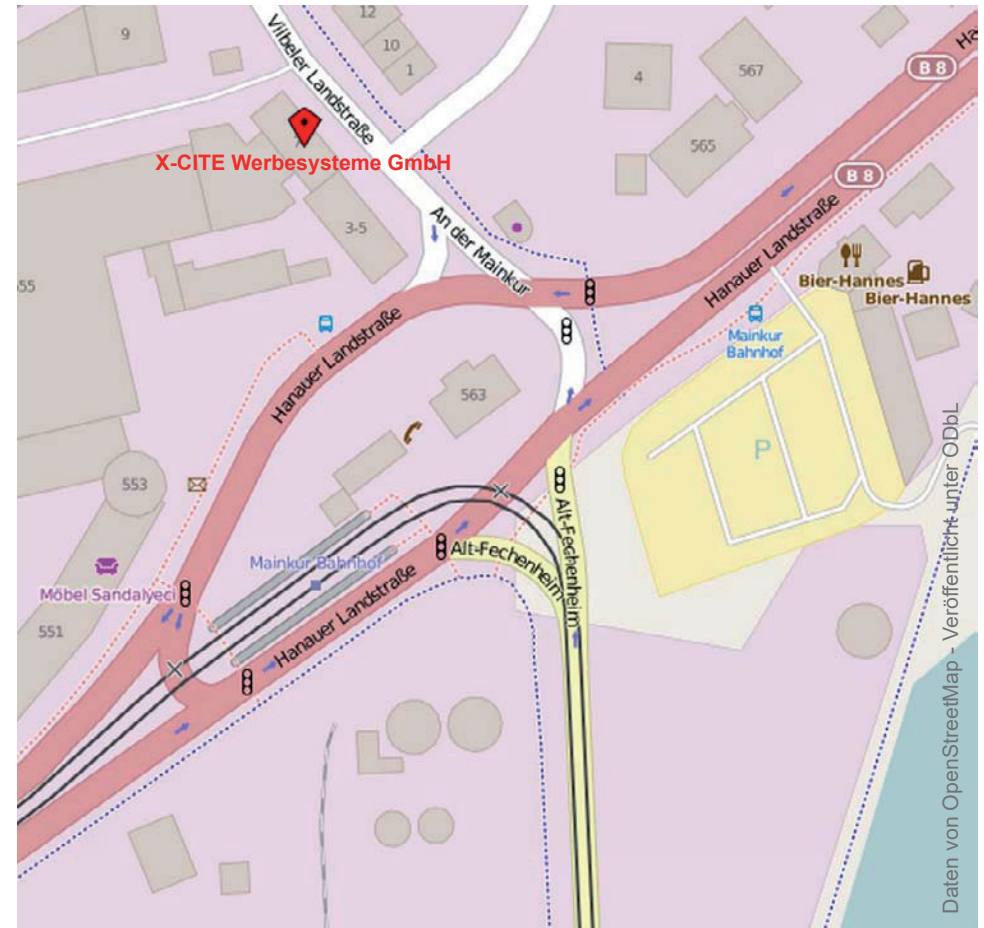 9
12
10
1
Vilbeler Landstraße
4
567
B 8
Ha
565
B 8
X-CITE Werbesysteme GmbH
3-5
An der Mainkur
Hanauer Landstraße
55
Bier-Hannes
Bier-Hannes
Mainkur
Bahnhof
Hanauer Landstraße
563
P
553
Alt-Fechenheim
Alt-Fechenheim
Mainkur Bahnhof
Möbel Sandalyeci
Hanauer Landstraße
551
Daten von OpenStreetMap - Veröffentlicht unter ODbL